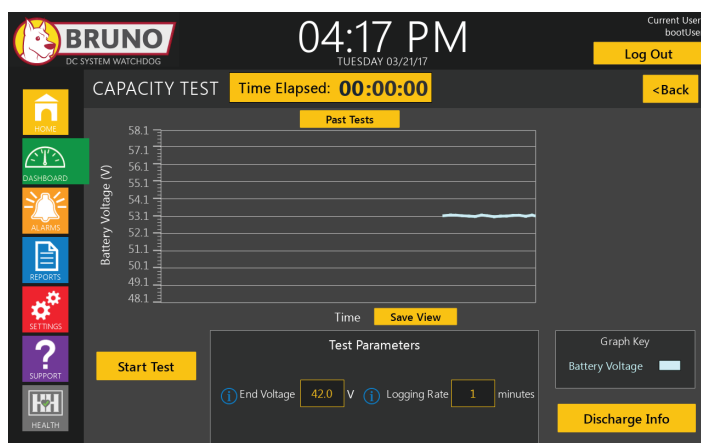 BRUNO
DC SYSTEM WATCHDOG
04:17 PM
TUESDAY 03/21/17
Current User
bootUse
Log Out
CAPACITY TEST
Time Elapsed: 00:00:00
<Back
HOME
DASHBOARD
ALARMS
REPORTS
SETTINGS
?
SUPPORT
HEALTH
Past Tests
Battery Voltage (V)
58.1
57.1
56.1
55.1
54.1
53.1
52.1
51.1
50.1
49.1
48.1
Time
Save View
Start Test
Test Parameters
i End Voltage 42.0 V i Logging Rate 1 minutes
Graph Key
Battery Voltage
Discharge Info